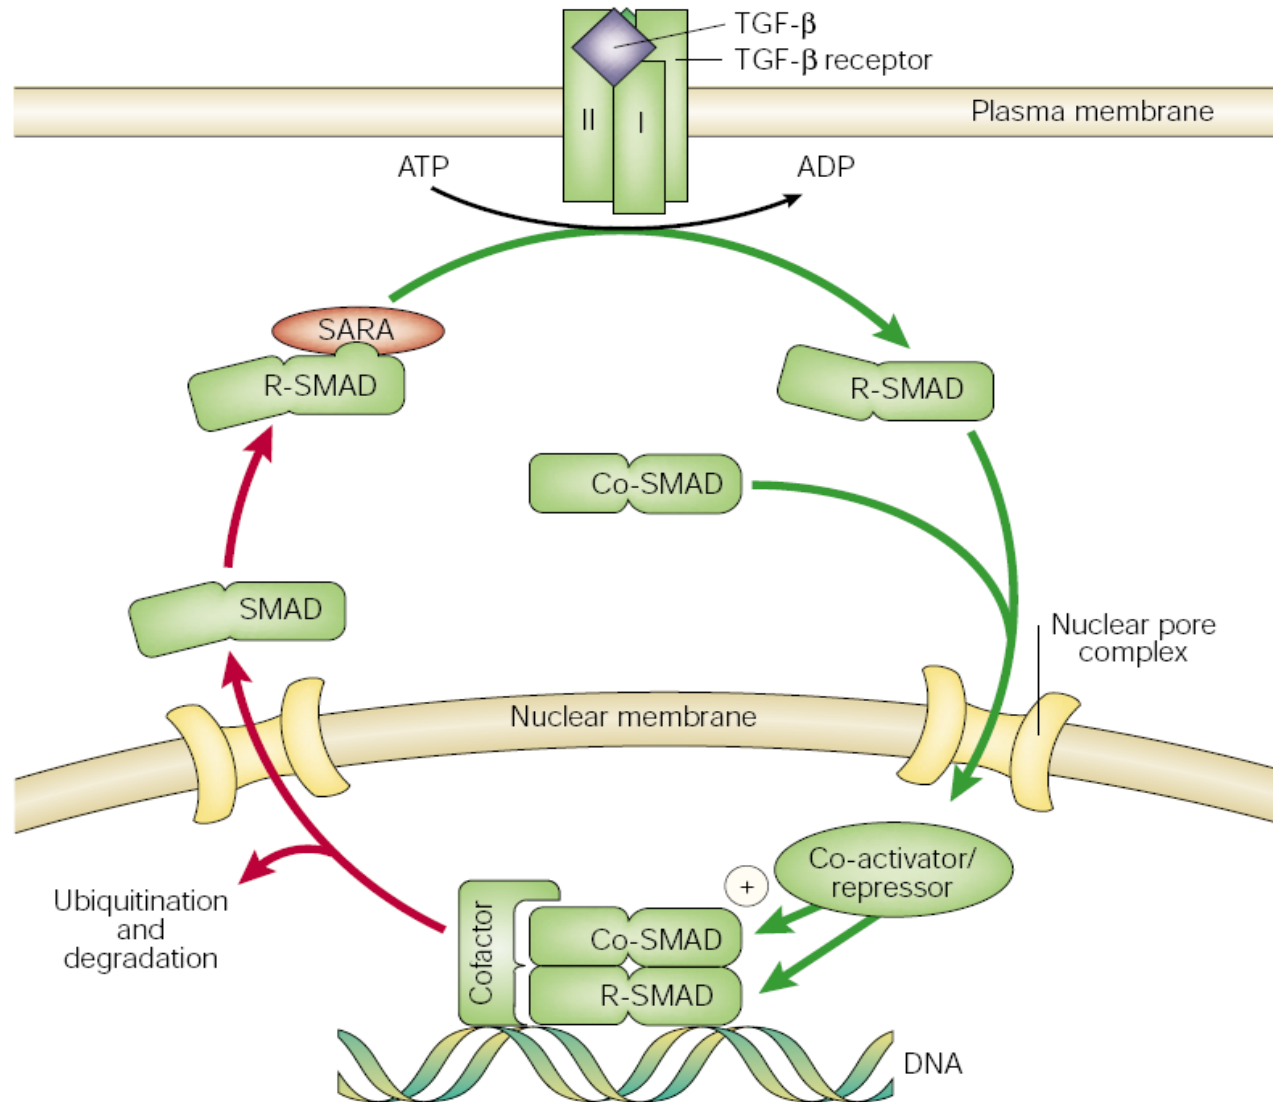 TGF-β
TGF-β receptor
Plasma membrane
II
I
ATP
ADP
SARA
R-SMAD
R-SMAD
Co-SMAD
SMAD
Nuclear pore
complex
Nuclear membrane
Co-activator/
repressor
+
Ubiquitination
and
degradation
Cofactor
Co-SMAD
R-SMAD
DNA